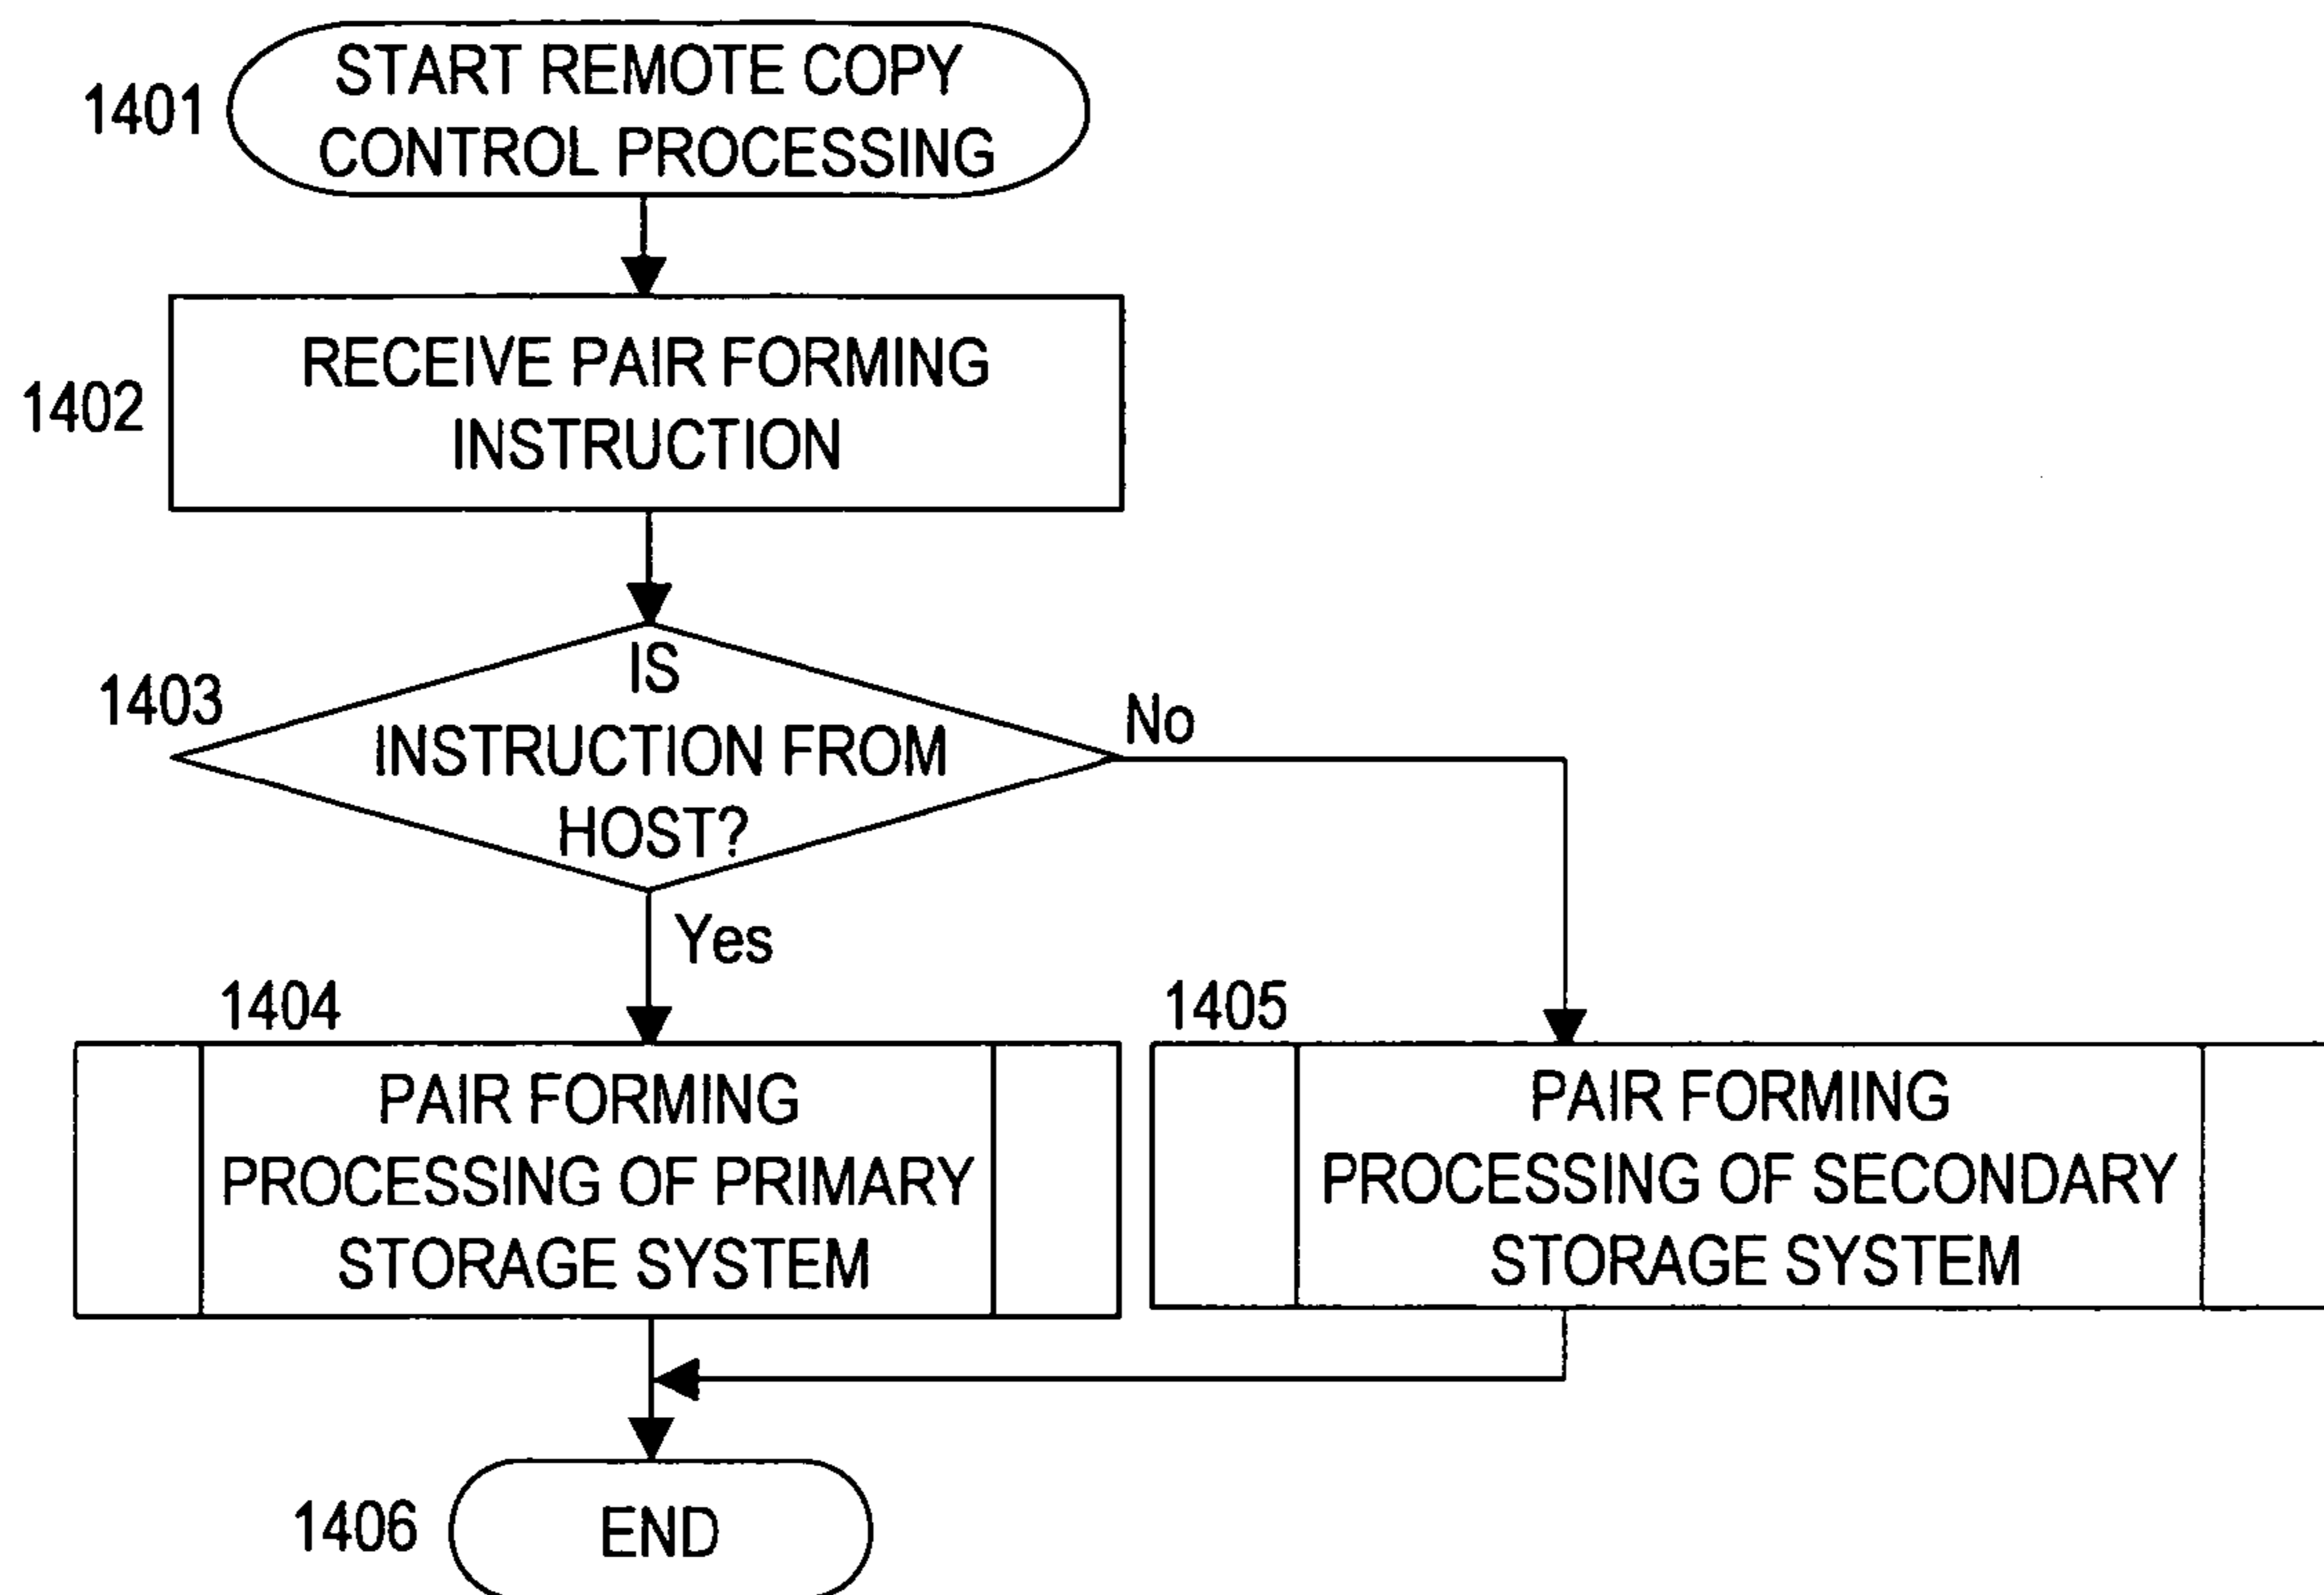 1401
START REMOTE COPY
CONTROL PROCESSING
1402
RECEIVE PAIR FORMING
INSTRUCTION
1403
IS
INSTRUCTION FROM
HOST?
No
Yes
1404
PAIR FORMING
PROCESSING OF PRIMARY
STORAGE SYSTEM
1405
PAIR FORMING
PROCESSING OF SECONDARY
STORAGE SYSTEM
1406
END